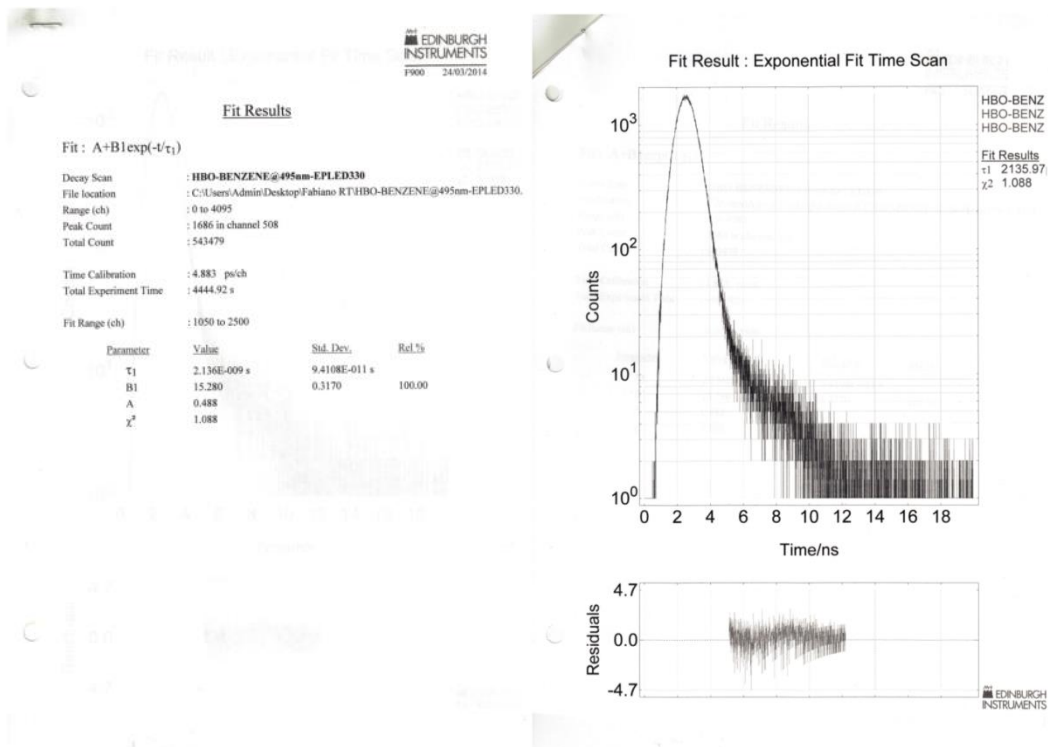 EDINBURGH
INSTRUMENTS
F900 24/03/2014
Fit Results
Fit : A+B1exp(-t/τ1)
Decay Scan : HBO-BENZENE@495nm-EPLED330
File location : C:\Users\Admin\Desktop\Fabiano RT\HBO-BENZENE@495nm-EPLED330.
Range (ch) : 0 to 4095
Peak Count : 1686 in channel 508
Total Count : 543479
Time Calibration : 4.883 ps/ch
Total Experiment Time : 4444.92 s
Fit Range (ch) : 1050 to 2500
Parameter Value Std. Dev. Rel %
τ1 2.136E-009 s 9.4108E-011 s
B1 15.280 0.3170 100.00
A 0.488
χ² 1.088
Fit Result : Exponential Fit Time Scan
HBO-BENZ
HBO-BENZ
HBO-BENZ
Fit Results
τ1 2135.97
χ2 1.088
10³
10²
10¹
10⁰
Counts
0 2 4 6 8 10 12 14 16 18
Time/ns
4.7
0.0
-4.7
Residuals
EDINBURGH
INSTRUMENTS